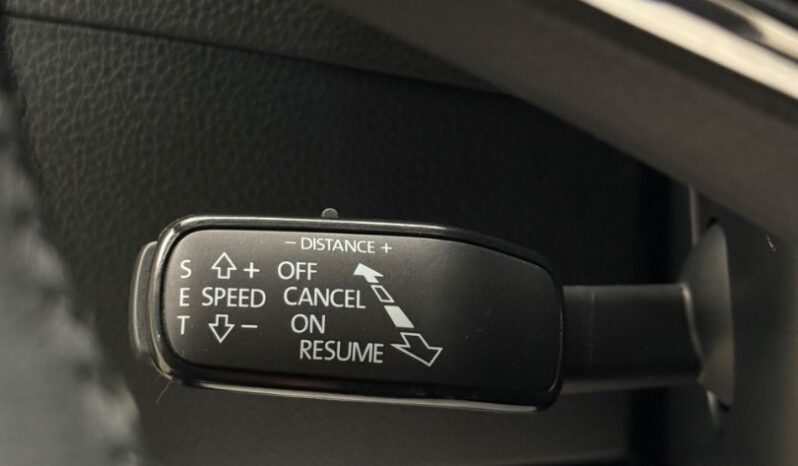 − DISTANCE +
S + OFF
E SPEED CANCEL
T − ON
RESUME